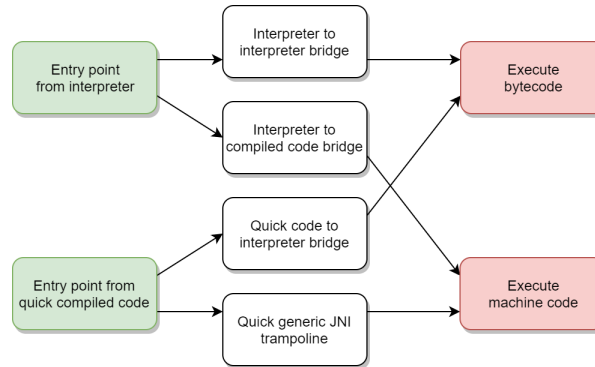 Interpreter to
interpreter bridge
Entry point
from interpreter
Execute
bytecode
Interpreter to
compiled code bridge
Quick code to
interpreter bridge
Entry point from
quick compiled code
Execute
machine code
Quick generic JNI
trampoline